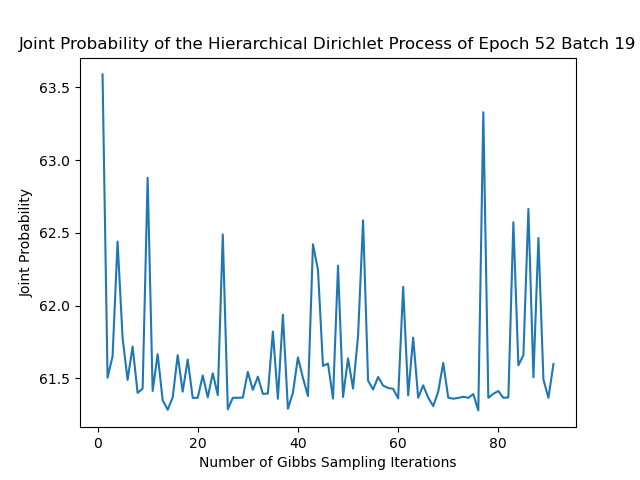 Joint Probability of the Hierarchical Dirichlet Process of Epoch 52 Batch 19
63.5
63.0
62.5
62.0
61.5
Joint Probability
0 20 40 60 80
Number of Gibbs Sampling Iterations